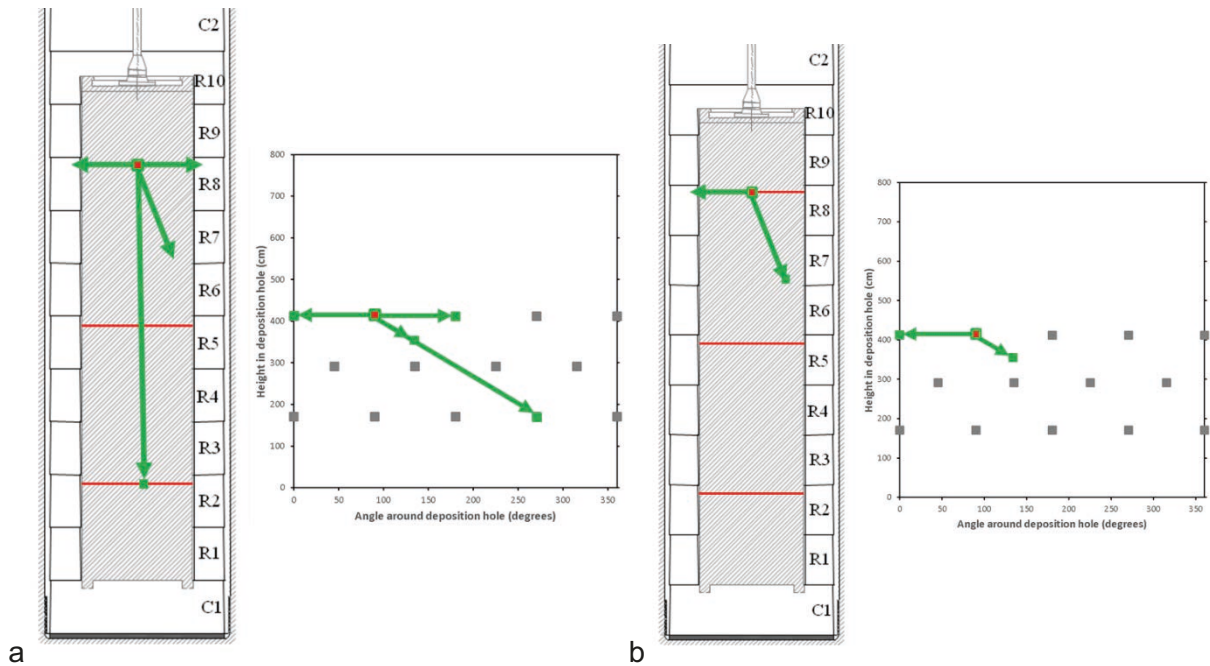 C2
R10
R9
R8
R7
R6
R5
R4
R3
R2
R1
C1
a
Height in deposition hole (cm)
800
700
600
500
400
300
200
100
0
0 50 100 150 200 250 300 350
Angle around deposition hole (degrees)
C2
R10
R9
R8
R7
R6
R5
R4
R3
R2
R1
C1
b
Height in deposition hole (cm)
800
700
600
500
400
300
200
100
0
0 50 100 150 200 250 300 350
Angle around deposition hole (degrees)